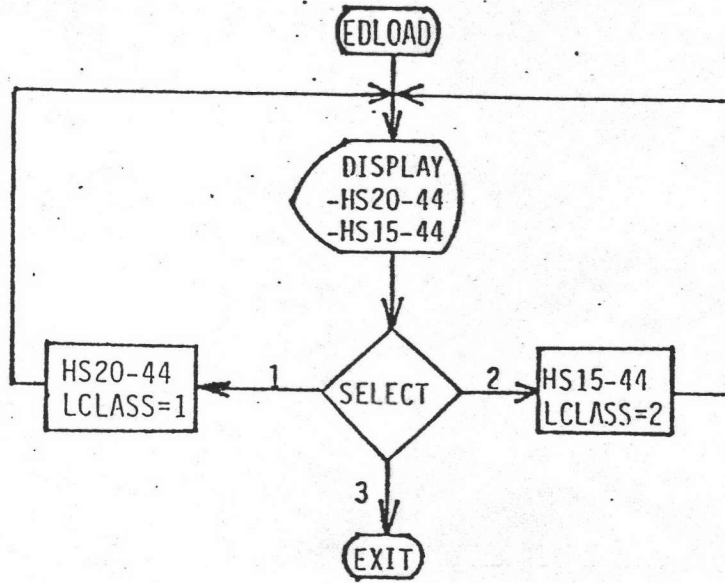 EDLOAD
DISPLAY
-HS20-44
-HS15-44
HS20-44
LCLASS=1
1
SELECT
2
HS15-44
LCLASS=2
3
EXIT